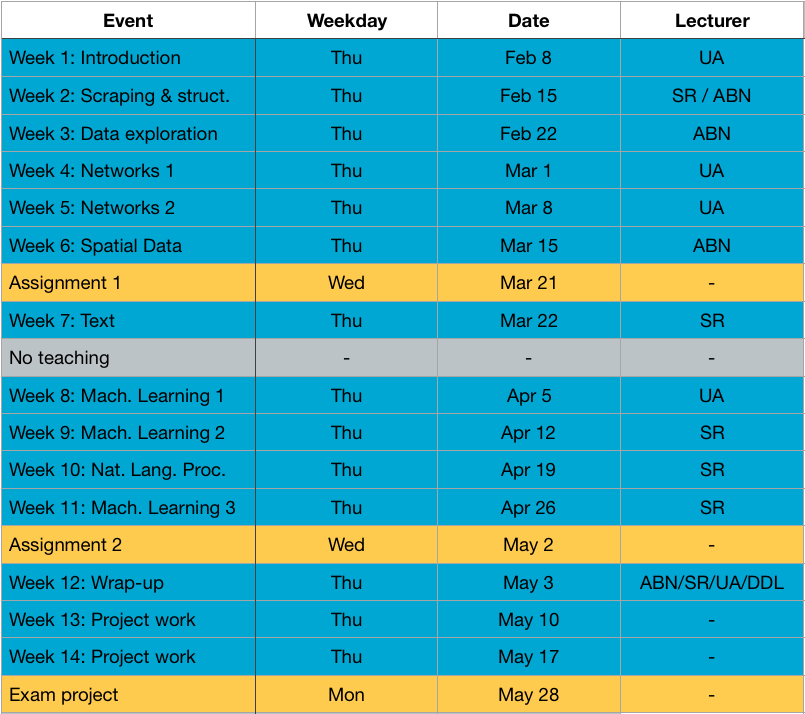 Event Weekday Date Lecturer
Week 1: Introduction Thu Feb 8 UA
Week 2: Scraping & struct. Thu Feb 15 SR / ABN
Week 3: Data exploration Thu Feb 22 ABN
Week 4: Networks 1 Thu Mar 1 UA
Week 5: Networks 2 Thu Mar 8 UA
Week 6: Spatial Data Thu Mar 15 ABN
Assignment 1 Wed Mar 21 -
Week 7: Text Thu Mar 22 SR
No teaching - - -
Week 8: Mach. Learning 1 Thu Apr 5 UA
Week 9: Mach. Learning 2 Thu Apr 12 SR
Week 10: Nat. Lang. Proc. Thu Apr 19 SR
Week 11: Mach. Learning 3 Thu Apr 26 SR
Assignment 2 Wed May 2 -
Week 12: Wrap-up Thu May 3 ABN/SR/UA/DDL
Week 13: Project work Thu May 10 -
Week 14: Project work Thu May 17 -
Exam project Mon May 28 -